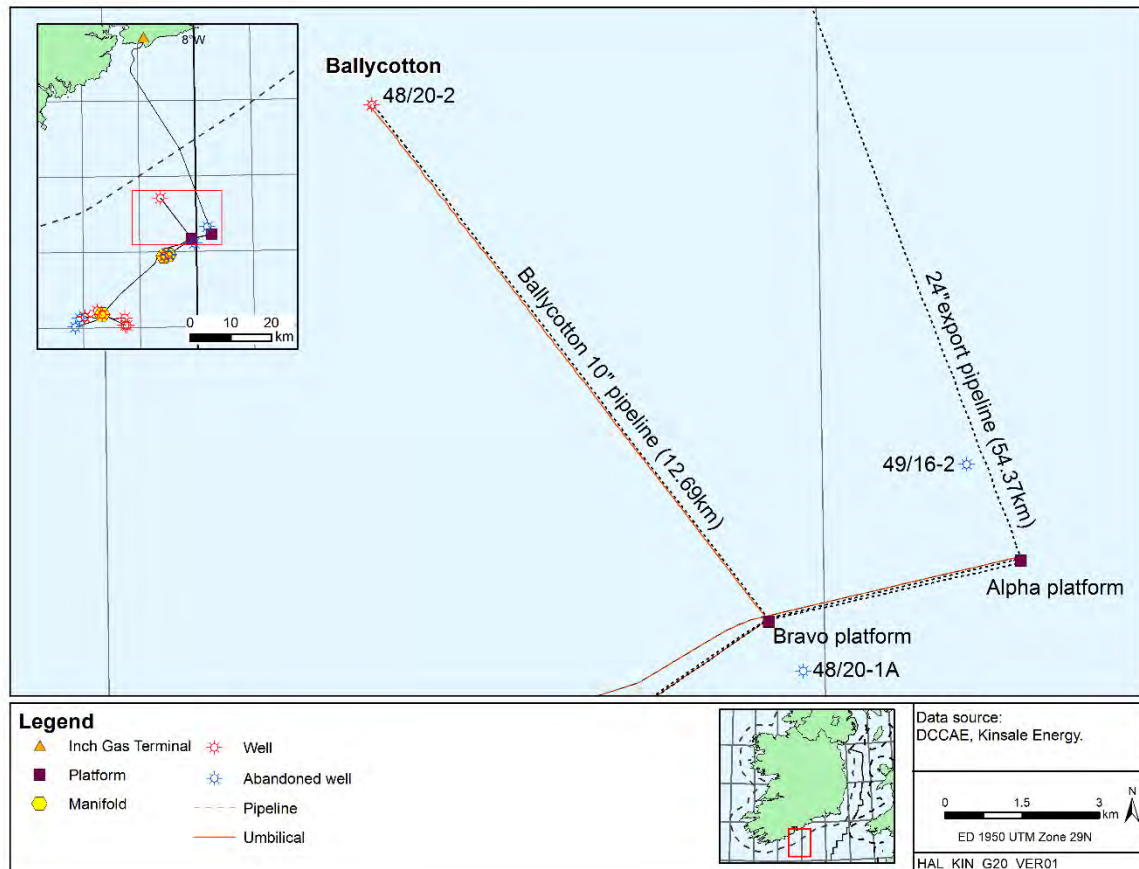 8°W
0 10 20
km
Ballycotton
48/20-2
Ballycotton 10" pipeline (12.69km)
24"export pipeline (54.37km)
49/16-2
Alpha platform
Bravo platform
48/20-1A
Legend
Inch Gas Terminal
Platform
Manifold
Well
Abandoned well
Pipeline
Umbilical
Data source:
DCCAE, Kinsale Energy.
N
0 1.5 3
km
ED 1950 UTM Zone 29N
HAL_KIN_G20_VER01